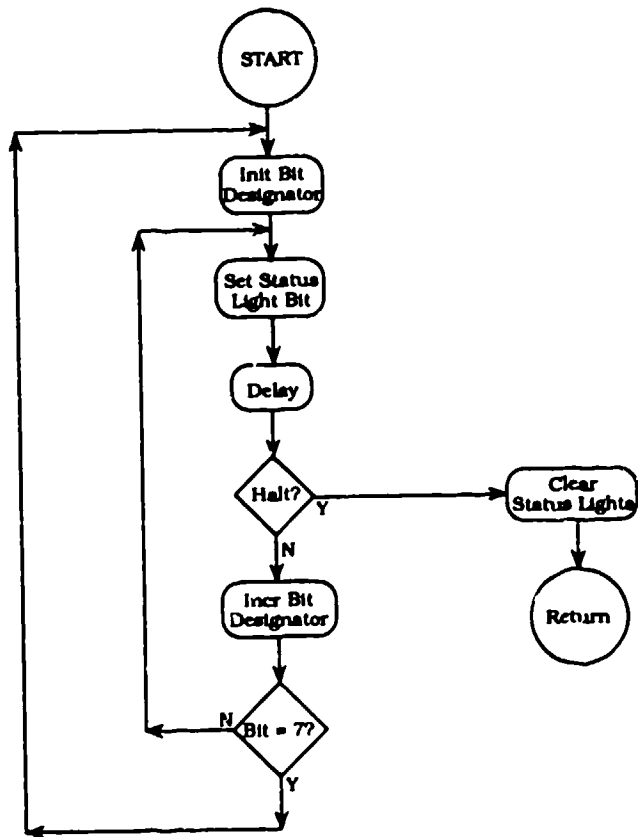 START
Init Bit
Designator
Set Status
Light Bit
Delay
Halt?
Y
N
Incr Bit
Designator
Bit = 7?
N
Y
Clear
Status Lights
Return